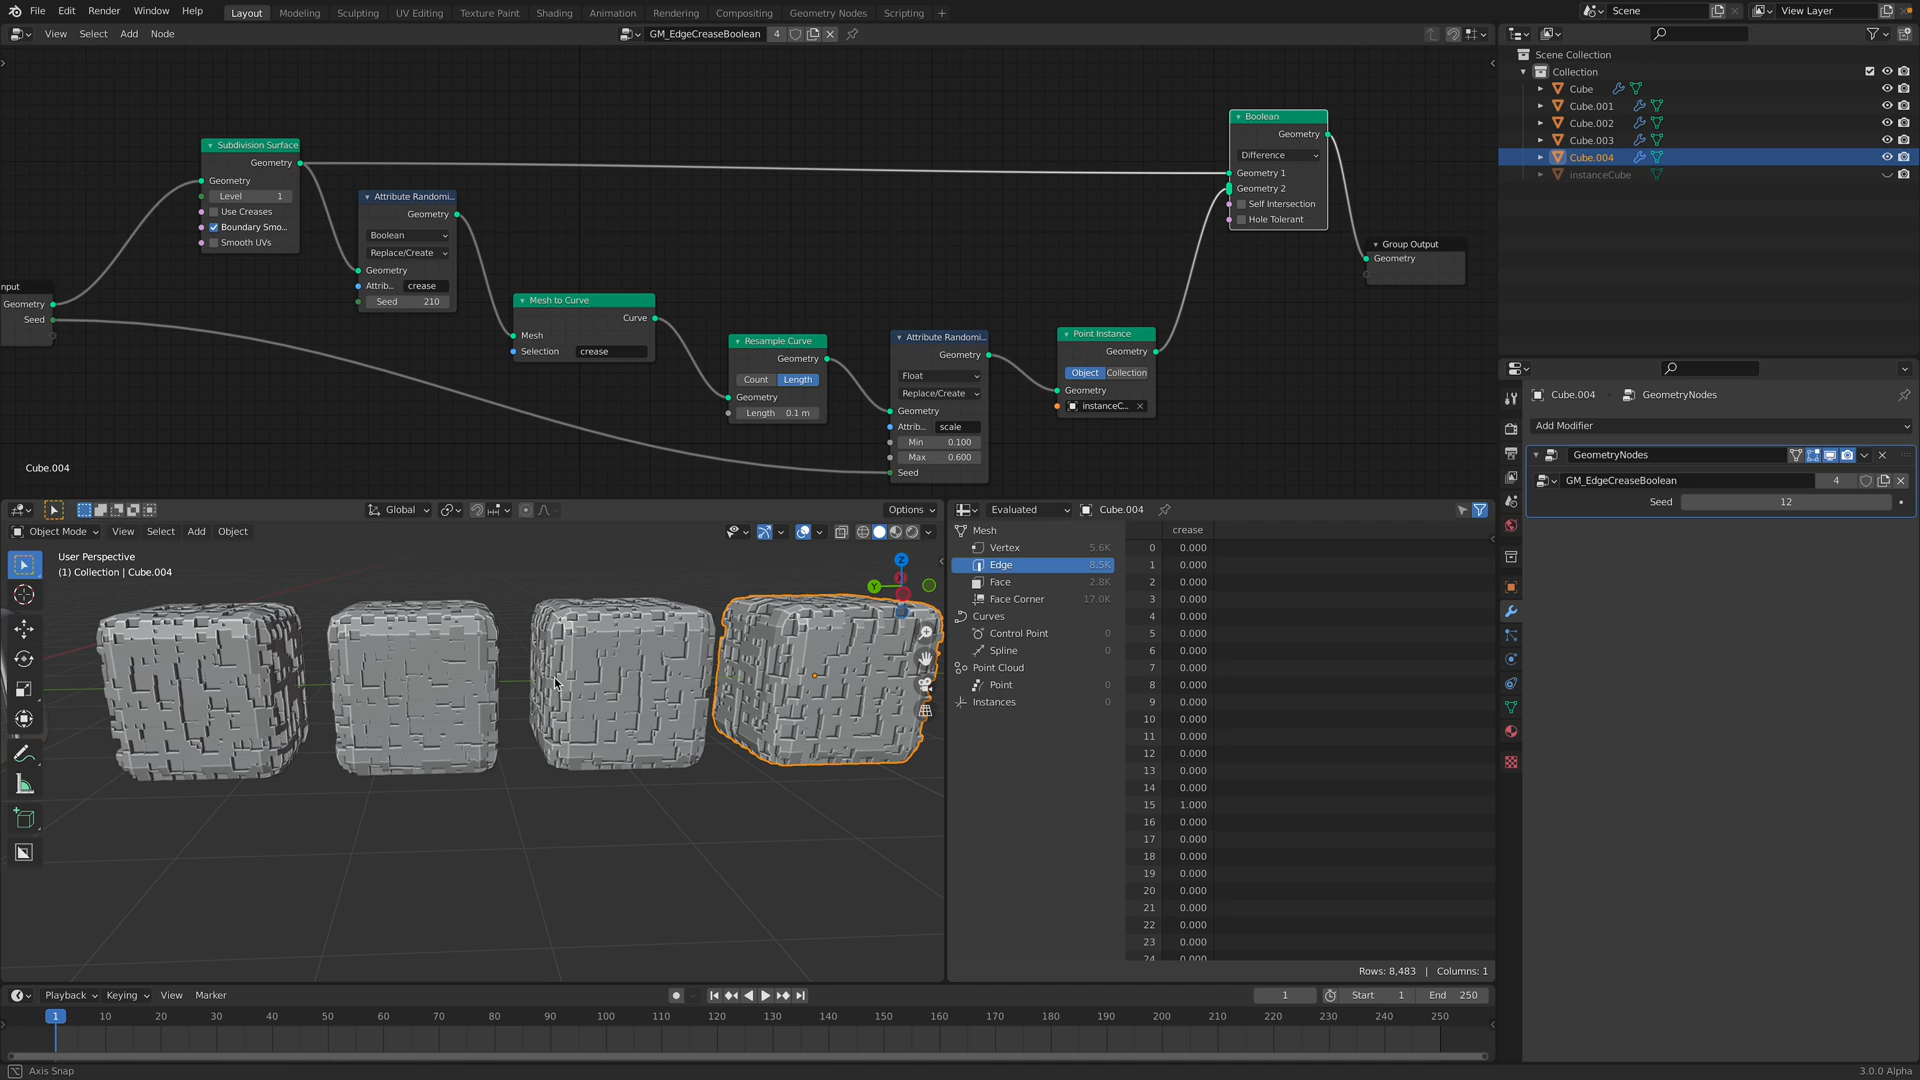 File Edit Render Window Help Layout Modeling Sculpting UV Editing Texture Paint Shading Animation Rendering Compositing Geometry Nodes Scripting + Scene View Layer
View Select Add Node GM_EdgeCreaseBoolean 4
Scene Collection
Collection
Cube
Cube.001
Cube.002
Cube.003
Cube.004
instanceCube
Subdivision Surface
Geometry
Geometry
Level 1
Use Creases
Boundary Smo...
Smooth UVs
Attribute Randomi...
Geometry
Boolean
Replace/Create
Geometry
Attrib... crease
Seed 210
nput
Geometry
Seed
Mesh to Curve
Curve
Mesh
Selection crease
Resample Curve
Geometry
Count Length
Geometry
Length 0.1 m
Attribute Randomi...
Geometry
Float
Replace/Create
Geometry
Attrib... scale
Min 0.100
Max 0.600
Seed
Point Instance
Geometry
Object Collection
Geometry
instanceC...
Boolean
Geometry
Difference
Geometry 1
Geometry 2
Self Intersection
Hole Tolerant
Group Output
Geometry
Cube.004
Cube.004 GeometryNodes
Add Modifier
GeometryNodes
GM_EdgeCreaseBoolean 4
Seed 12
Global Options
Object Mode View Select Add Object
User Perspective
(1) Collection | Cube.004
Z
Y
Evaluated Cube.004
Mesh
Vertex 5.6K
Edge 8.5K
Face 2.8K
Face Corner 17.0K
Curves
Control Point 0
Spline 0
Point Cloud
Point 0
Instances 0
crease
0 0.000
1 0.000
2 0.000
3 0.000
4 0.000
5 0.000
6 0.000
7 0.000
8 0.000
9 0.000
10 0.000
11 0.000
12 0.000
13 0.000
14 0.000
15 1.000
16 0.000
17 0.000
18 0.000
19 0.000
20 0.000
21 0.000
22 0.000
23 0.000
24 0.000
Rows: 8,483 | Columns: 1
Playback Keying View Marker 1 Start 1 End 250
1 10 20 30 40 50 60 70 80 90 100 110 120 130 140 150 160 170 180 190 200 210 220 230 240 250
Axis Snap 3.0.0 Alpha